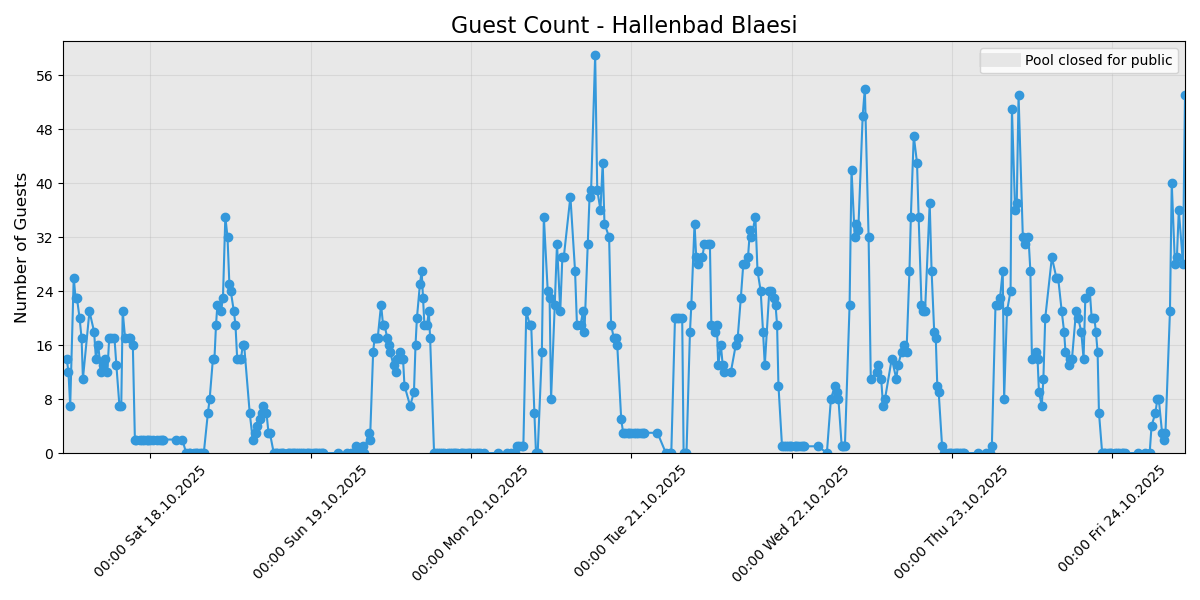 Guest Count - Hallenbad Blaesi
Pool closed for public
Number of Guests
56
48
40
32
24
16
8
0
00:00 Sat 18.10.2025
00:00 Sun 19.10.2025
00:00 Mon 20.10.2025
00:00 Tue 21.10.2025
00:00 Wed 22.10.2025
00:00 Thu 23.10.2025
00:00 Fri 24.10.2025